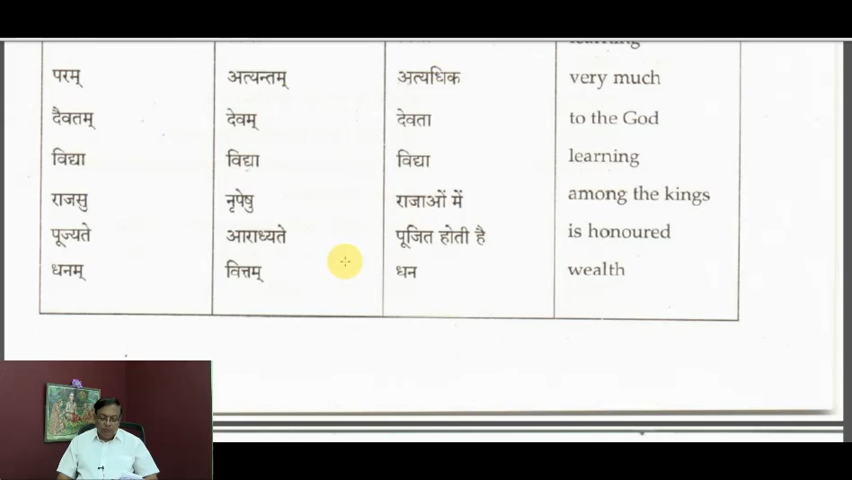 learning
परम् अत्यन्तम् अत्यधिक very much
दैवतम् देवम् देवता to the God
विद्या विद्या विद्या learning
राजसु नृपेषु राजाओं में among the kings
पूज्यते आराध्यते पूजित होती है is honoured
धनम् वित्तम् धन wealth